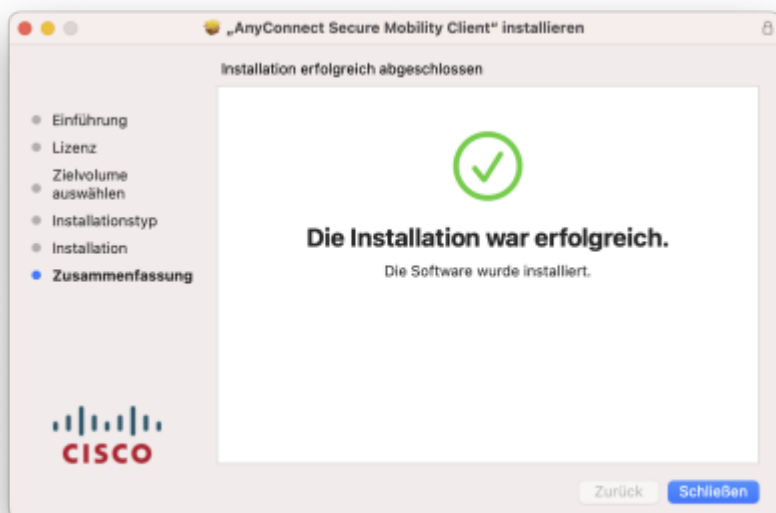 „AnyConnect Secure Mobility Client“ installieren
Installation erfolgreich abgeschlossen
Einführung
Lizenz
Zielvolume
auswählen
Installationstyp
Installation
Zusammenfassung
Die Installation war erfolgreich.
Die Software wurde installiert.
CISCO
Zurück
Schließen